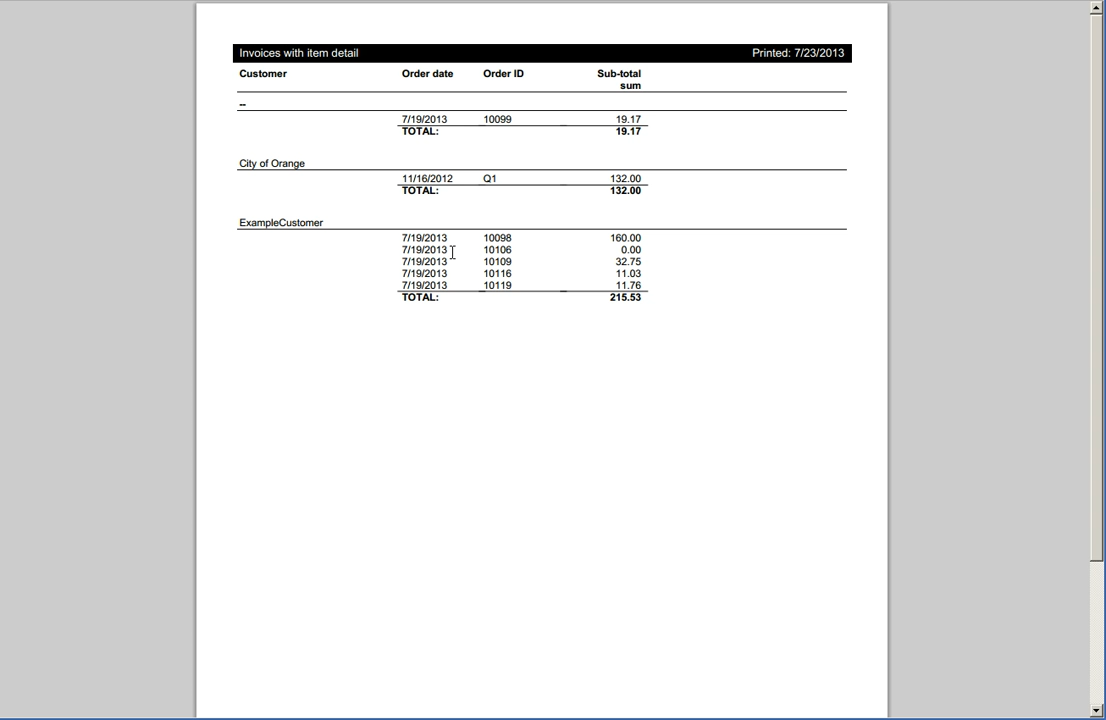 Invoices with item detail Printed: 7/23/2013
Customer Order date Order ID Sub-total
sum
--
7/19/2013 10099 19.17
TOTAL: 19.17
City of Orange
11/16/2012 Q1 132.00
TOTAL: 132.00
ExampleCustomer
7/19/2013 10098 160.00
7/19/2013 10106 0.00
7/19/2013 10109 32.75
7/19/2013 10116 11.03
7/19/2013 10119 11.76
TOTAL: 215.53